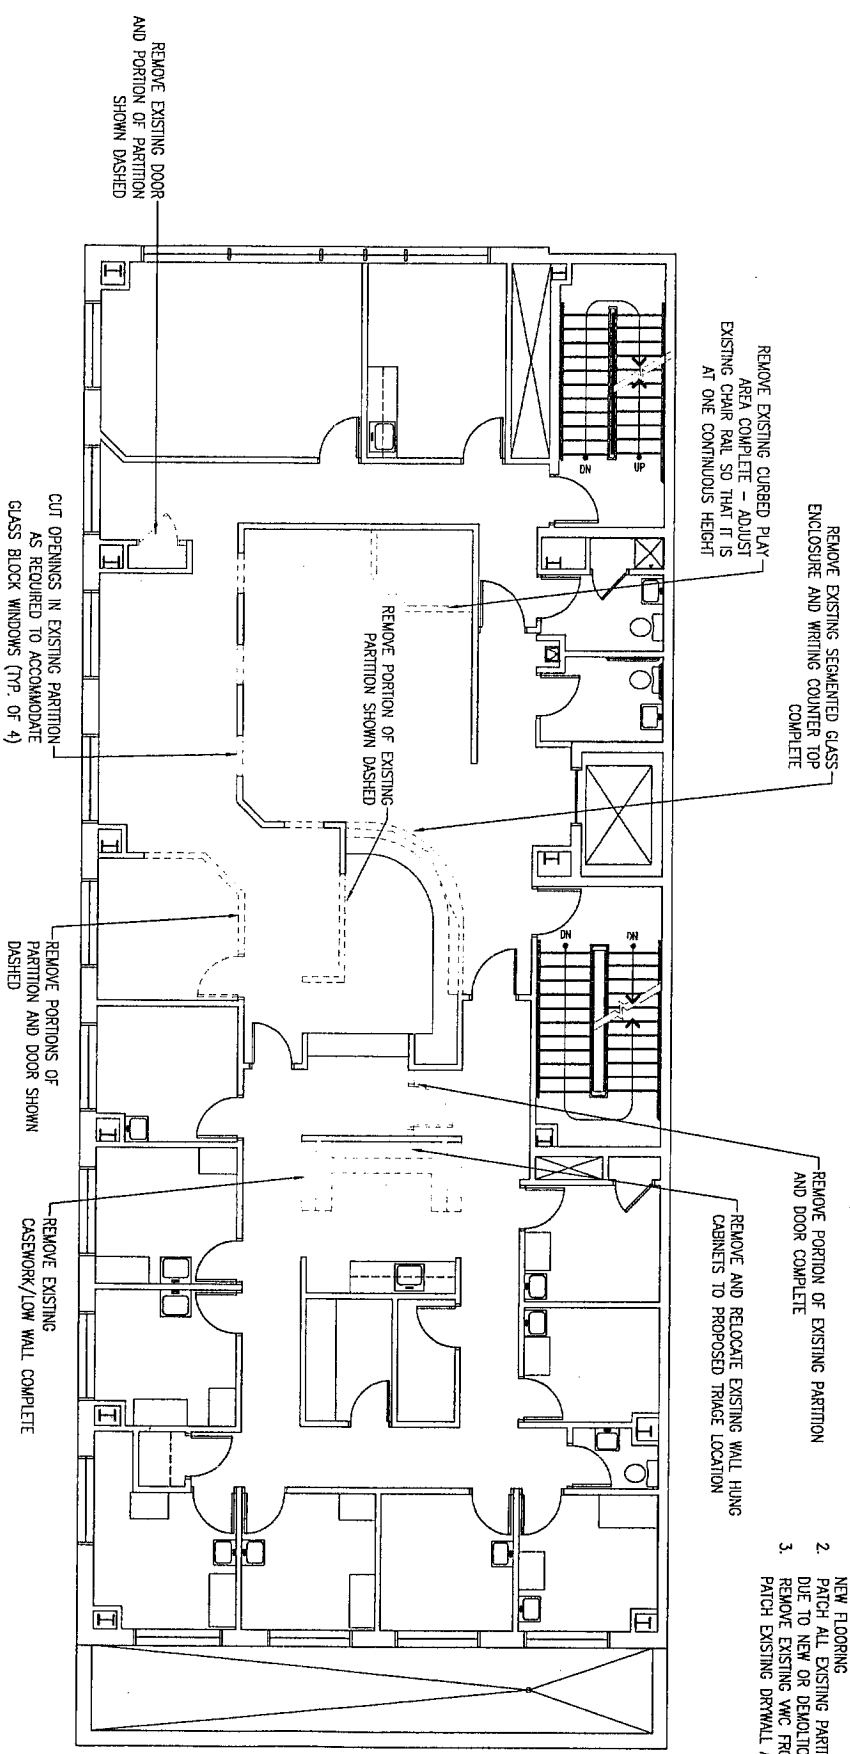 REMOVE EXISTING DOOR
AND PORTION OF PARTITION
SHOWN DASHED
REMOVE EXISTING CURBED PLAY
AREA COMPLETE - ADJUST
EXISTING CHAIR RAIL SO THAT IT IS
AT ONE CONTINUOUS HEIGHT
REMOVE EXISTING SEGMENTED GLASS
ENCLOSURE AND WRITING COUNTER TOP
COMPLETE
REMOVE PORTION OF EXISTING PARTITION
AND DOOR COMPLETE
REMOVE AND RELOCATE EXISTING WALL HUNG
CABINETS TO PROPOSED TRIAGE LOCATION
NEW FLOORING
2. PATCH ALL EXISTING PARTI
DUE TO NEW OR DEMOLITIO
3. REMOVE EXISTING VWC FRO
PATCH EXISTING DRYWALL
UP
DN
REMOVE PORTION OF EXISTING
PARTITION SHOWN DASHED
DN
DN
CUT OPENINGS IN EXISTING PARTITION
AS REQUIRED TO ACCOMMODATE
GLASS BLOCK WINDOWS (TYP. OF 4)
REMOVE PORTIONS OF
PARTITION AND DOOR SHOWN
DASHED
REMOVE EXISTING
CASEWORK/LOW WALL COMPLETE